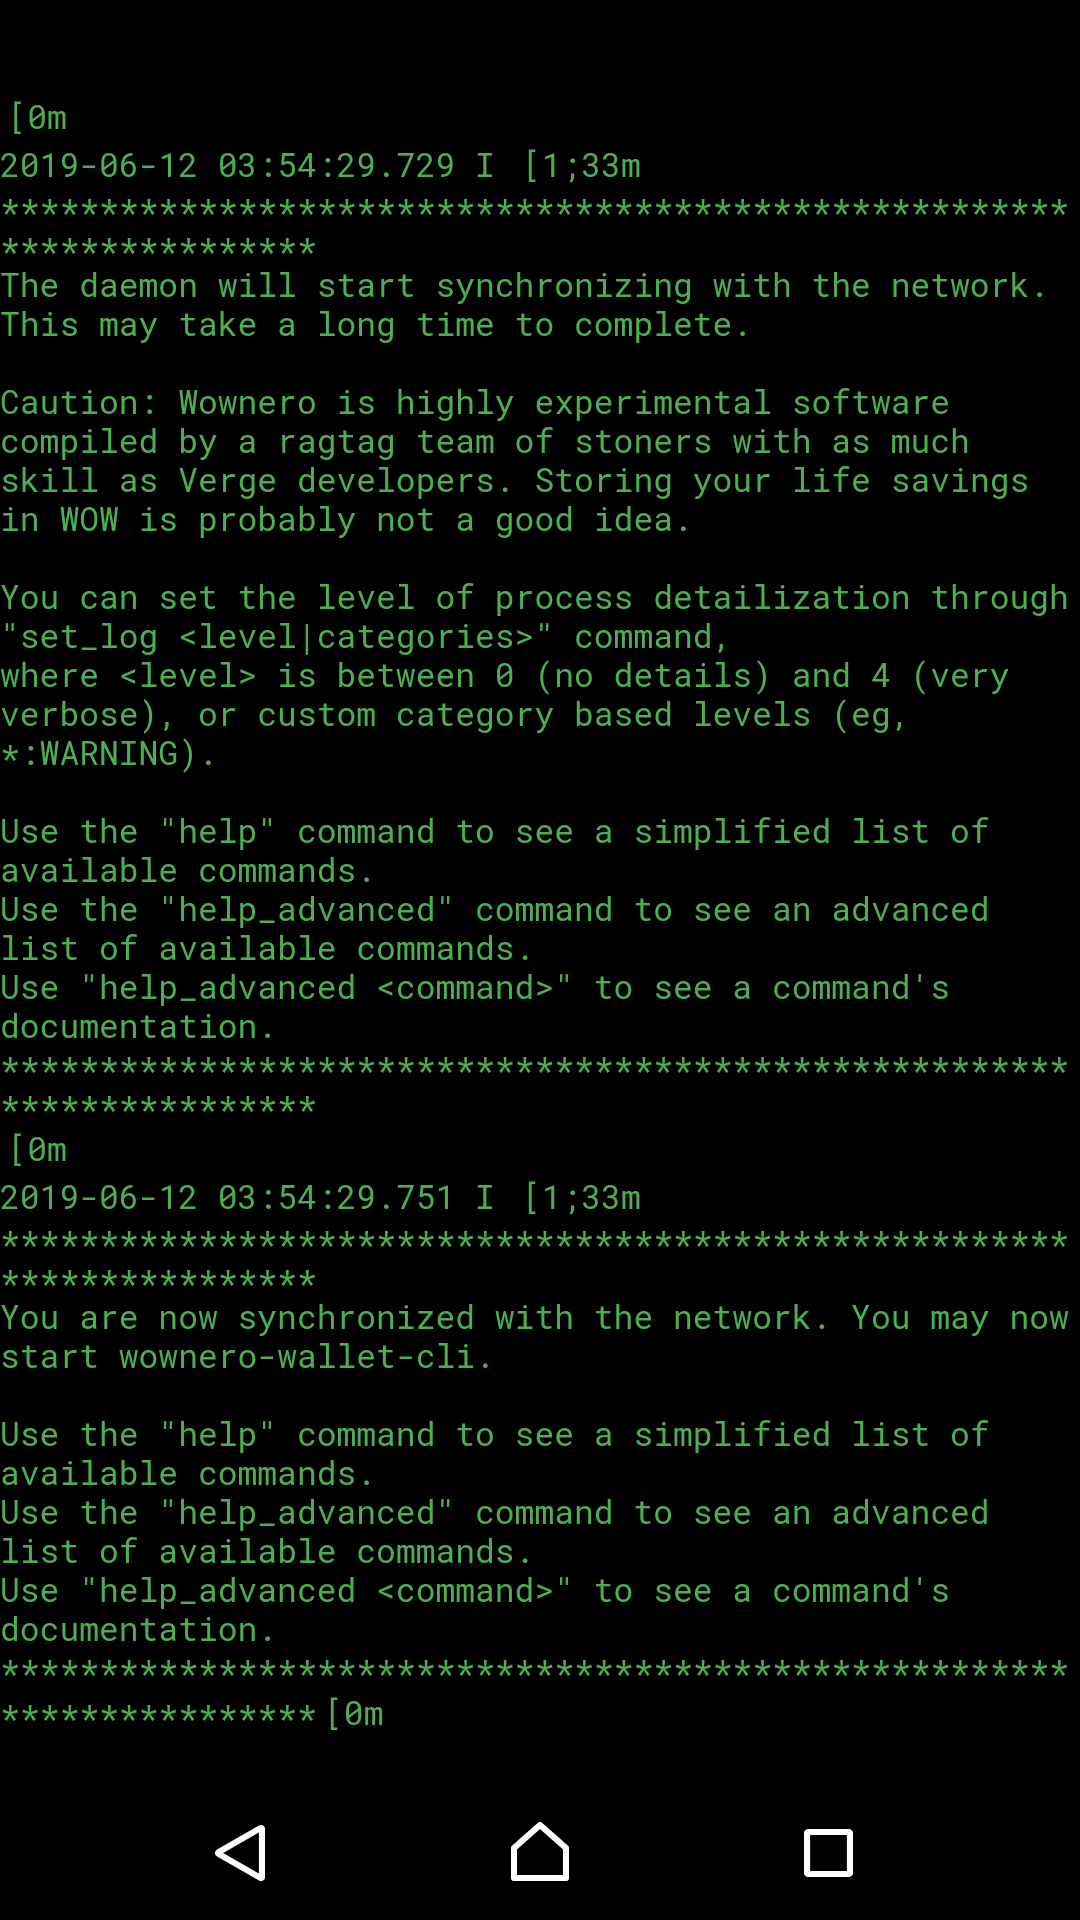 [0m
2019-06-12 03:54:29.729 I [1;33m
******************************************************
****************
The daemon will start synchronizing with the network.
This may take a long time to complete.
Caution: Wownero is highly experimental software
compiled by a ragtag team of stoners with as much
skill as Verge developers. Storing your life savings
in WOW is probably not a good idea.
You can set the level of process detailization through
"set_log <level|categories>" command,
where <level> is between 0 (no details) and 4 (very
verbose), or custom category based levels (eg,
*:WARNING).
Use the "help" command to see a simplified list of
available commands.
Use the "help_advanced" command to see an advanced
list of available commands.
Use "help_advanced <command>" to see a command's
documentation.
******************************************************
****************
[0m
2019-06-12 03:54:29.751 I [1;33m
******************************************************
****************
You are now synchronized with the network. You may now
start wownero-wallet-cli.
Use the "help" command to see a simplified list of
available commands.
Use the "help_advanced" command to see an advanced
list of available commands.
Use "help_advanced <command>" to see a command's
documentation.
******************************************************
****************[0m